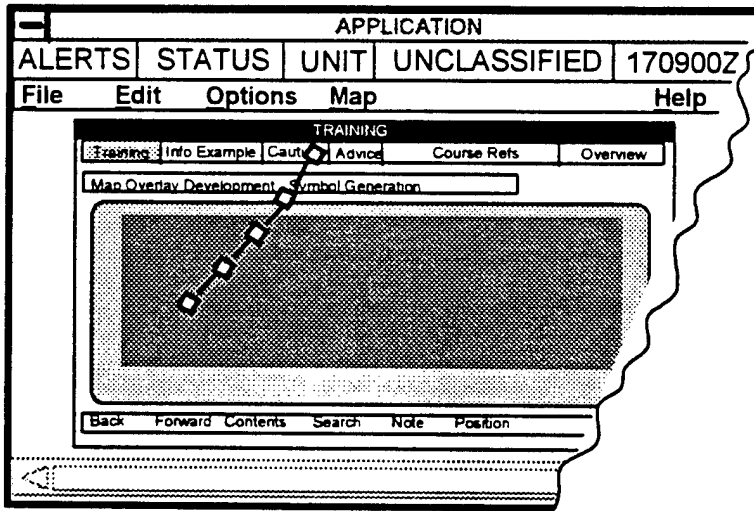 APPLICATION
ALERTS STATUS UNIT UNCLASSIFIED 170900Z
File Edit Options Map Help
TRAINING
Training Info Example Advice Course Refs Overview
Map Overlay Development Symbol Generation
Back Forward Contents Search Note Position